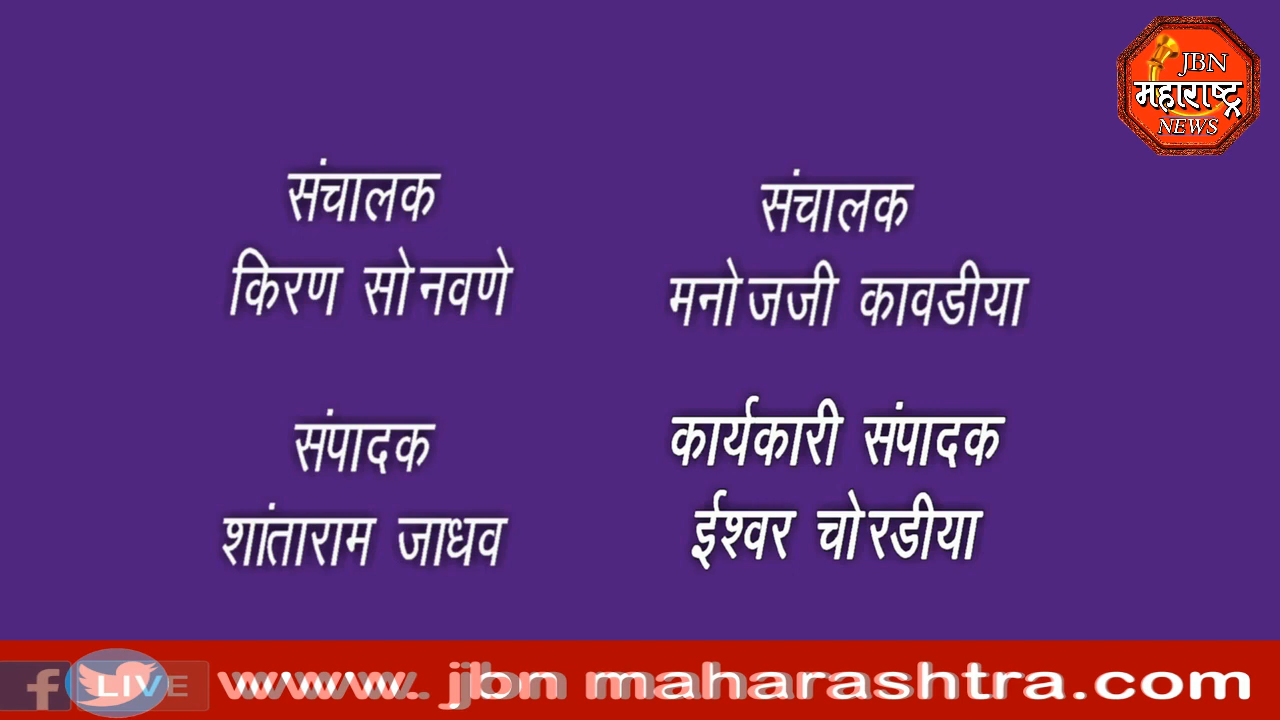 JBN
महाराष्ट्र
NEWS
संचालक
किरण सोनवणे
संचालक
मनोजजी कावडीया
संपादक
शांताराम जाधव
कार्यकारी संपादक
ईश्वर चोरडीया
f LIVE www. jbn maharashtra.com